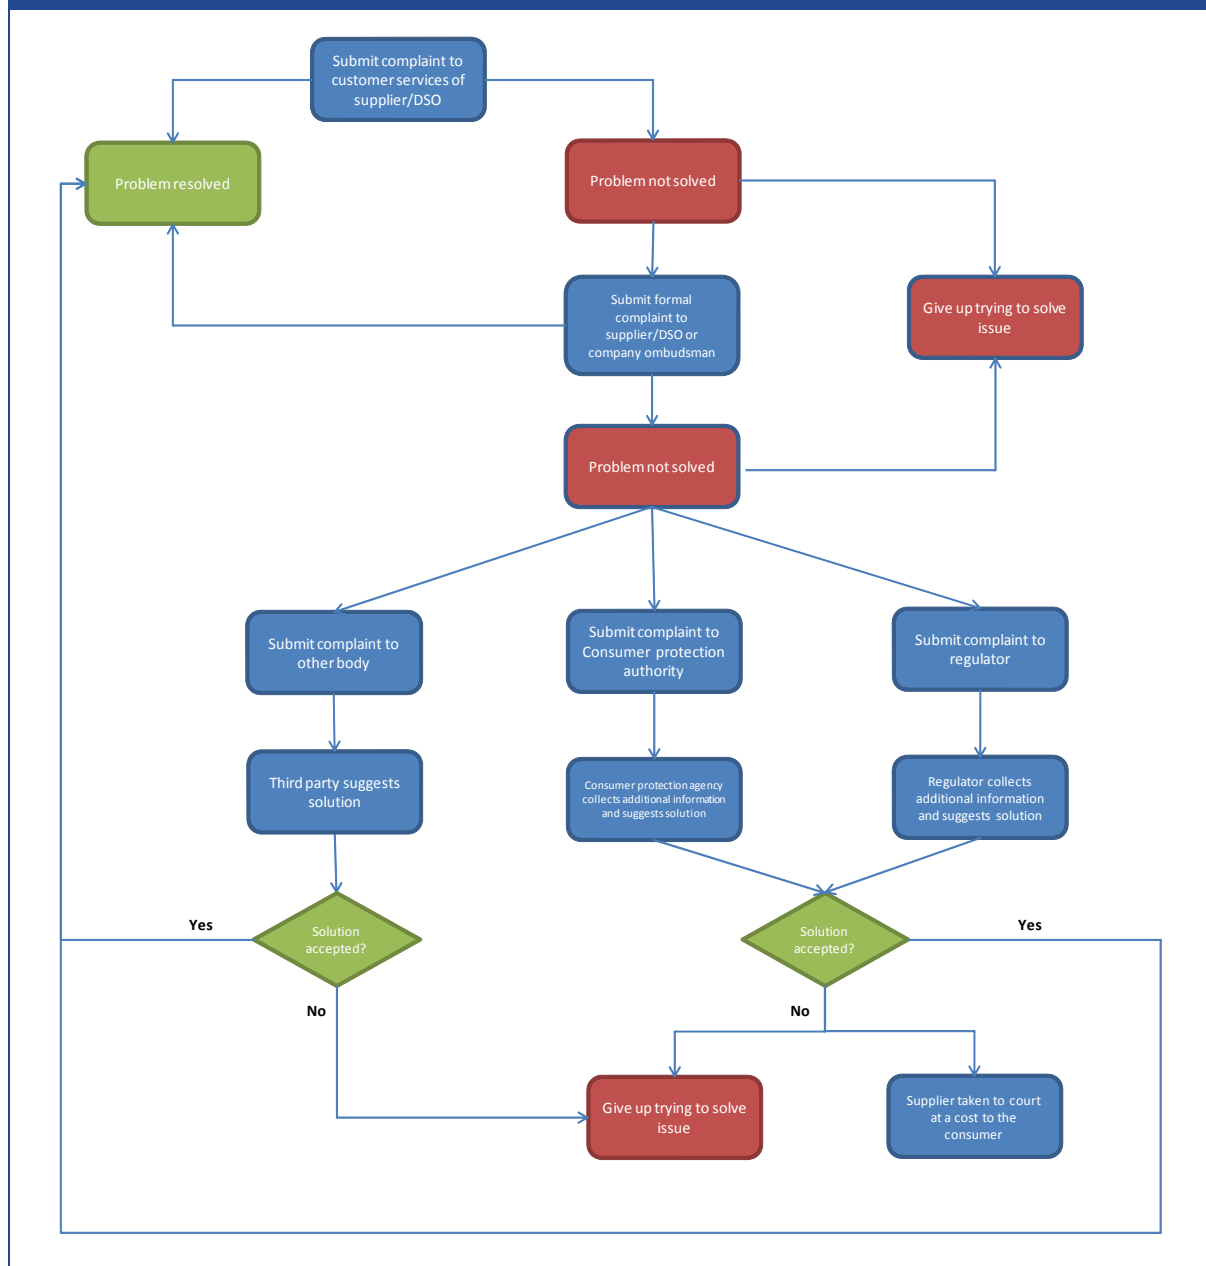 Submit complaint to
customer services of
supplier/DSO
Problem resolved
Problem not solved
Submit formal
complaint to
supplier/DSO or
company ombudsman
Give up trying to solve
issue
Problem not solved
Submit complaint to
other body
Submit complaint to
Consumer protection
authority
Submit complaint to
regulator
Third party suggests
solution
Consumer protection agency
collects additional information
and suggests solution
Regulator collects
additional information
and suggests solution
Yes
Solution
accepted?
Solution
accepted?
Yes
No
No
Give up trying to solve
issue
Supplier taken to court
at a cost to the
consumer